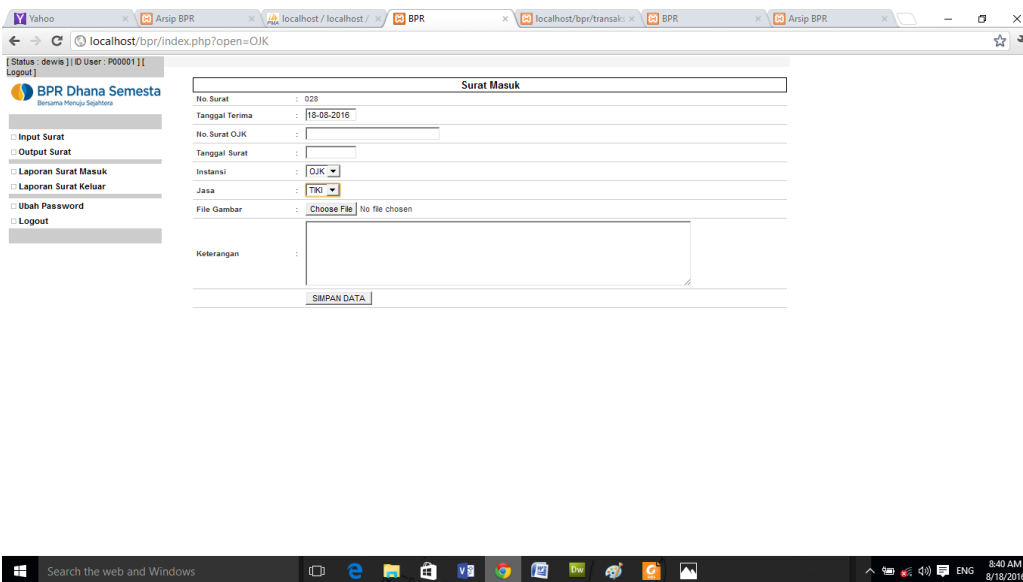 Yahoo
Arsip BPR
localhost / localhost /
BPR
localhost/bpr/transaks
BPR
Arsip BPR
localhost/bpr/index.php?open=OJK
[ Status : dewis ] | ID User : P00001 ] [
Logout ]
BPR Dhana Semesta
Bersama Menuju Sejahtera
Input Surat
Output Surat
Laporan Surat Masuk
Laporan Surat Keluar
Ubah Password
Logout
Surat Masuk
No. Surat : 028
Tanggal Terima : 18-08-2016
No. Surat OJK :
Tanggal Surat :
Instansi : OJK
Jasa : TIKI
File Gambar : Choose File No file chosen
Keterangan :
SIMPAN DATA
Search the web and Windows
Dw
ENG
8:40 AM
8/18/201